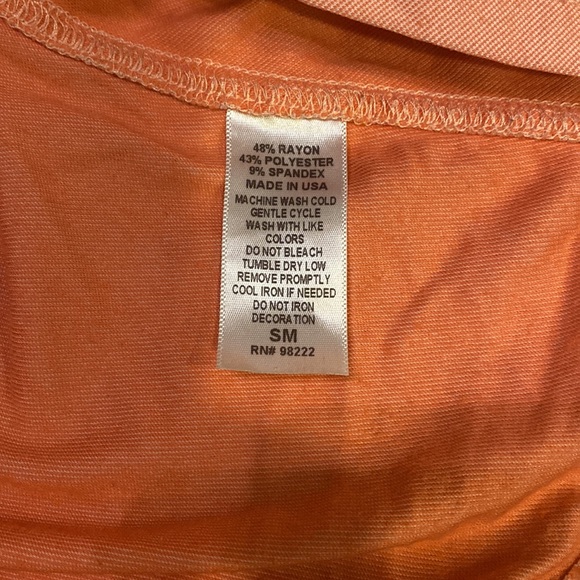 48% RAYON
43% POLYESTER
9% SPANDEX
MADE IN USA
MACHINE WASH COLD
GENTLE CYCLE
WASH WITH LIKE
COLORS
DO NOT BLEACH
TUMBLE DRY LOW
REMOVE PROMPTLY
COOL IRON IF NEEDED
DO NOT IRON
DECORATION
SM
RN# 98222